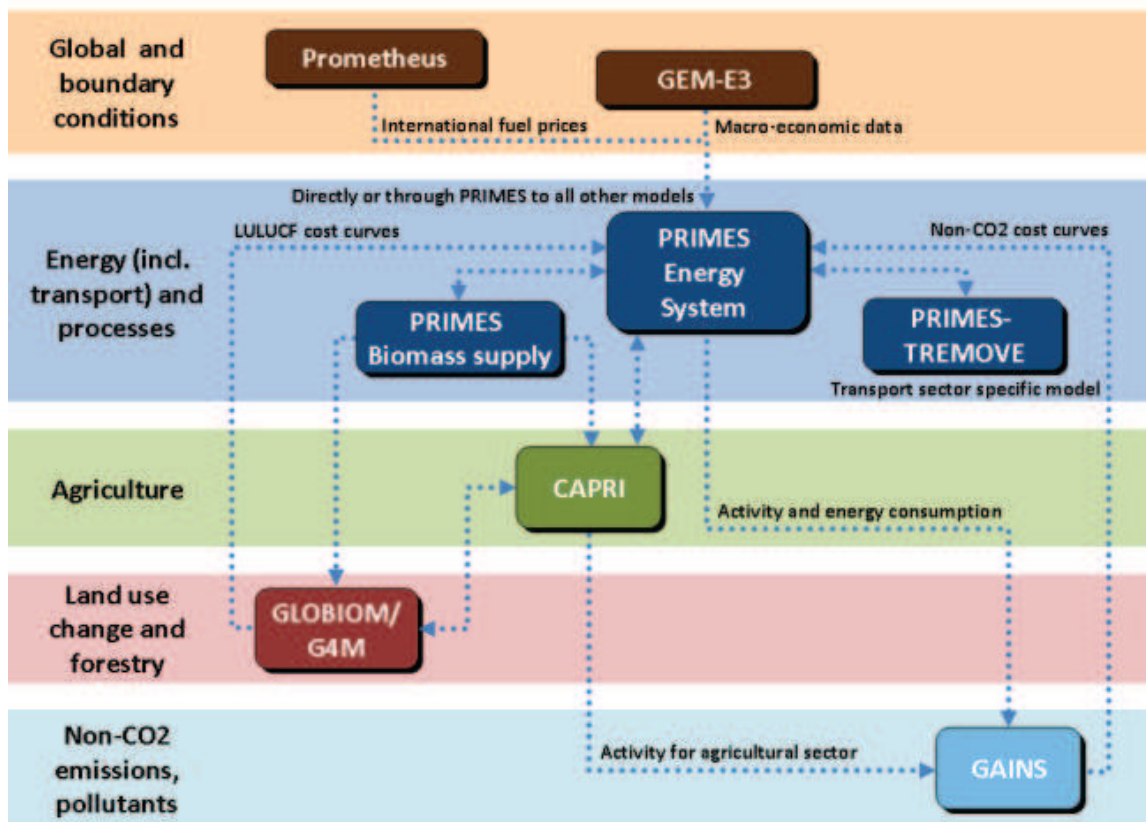 Global and
boundary
conditions
Prometheus
GEM-E3
International fuel prices
Macro-economic data
Directly or through PRIMES to all other models
LULUCF cost curves
Non-CO2 cost curves
Energy (incl.
transport) and
processes
PRIMES
Energy
System
PRIMES
Biomass supply
PRIMES-
TREMOVE
Transport sector specific model
Agriculture
CAPRI
Activity and energy consumption
Land use
change and
forestry
GLOBIOM/
G4M
Non-CO2
emissions,
pollutants
Activity for agricultural sector
GAINS